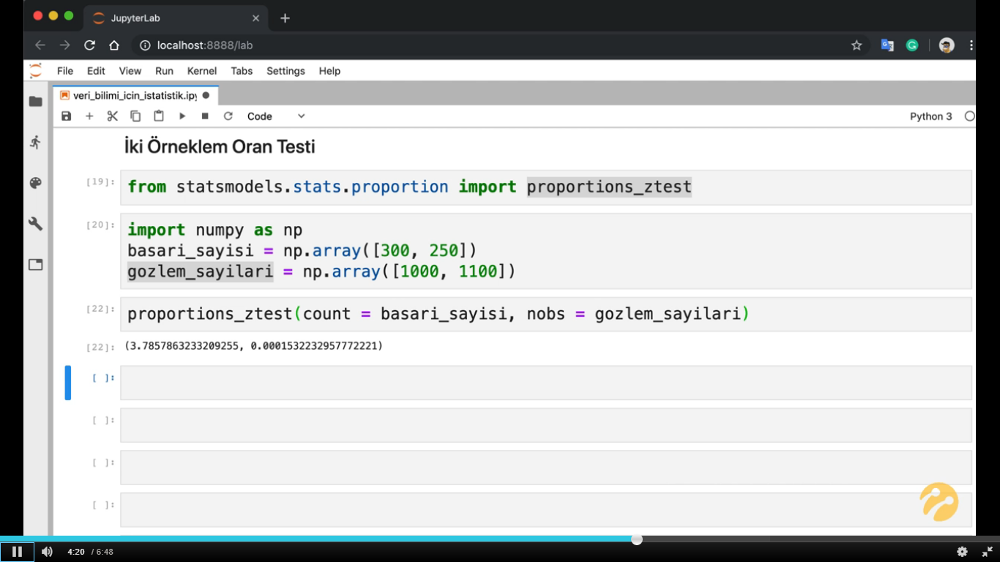 JupyterLab
localhost:8888/lab
File Edit View Run Kernel Tabs Settings Help
veri_bilimi_icin_istatistik.ipy
Code
Python 3
İki Örneklem Oran Testi
[19]: from statsmodels.stats.proportion import proportions_ztest
[20]: import numpy as np
basari_sayisi = np.array([300, 250])
gozlem_sayilari = np.array([1000, 1100])
[22]: proportions_ztest(count = basari_sayisi, nobs = gozlem_sayilari)
[22]: (3.7857863233209255, 0.0001532232957772221)
[ ]:
[ ]:
[ ]:
[ ]:
4:20 / 6:48